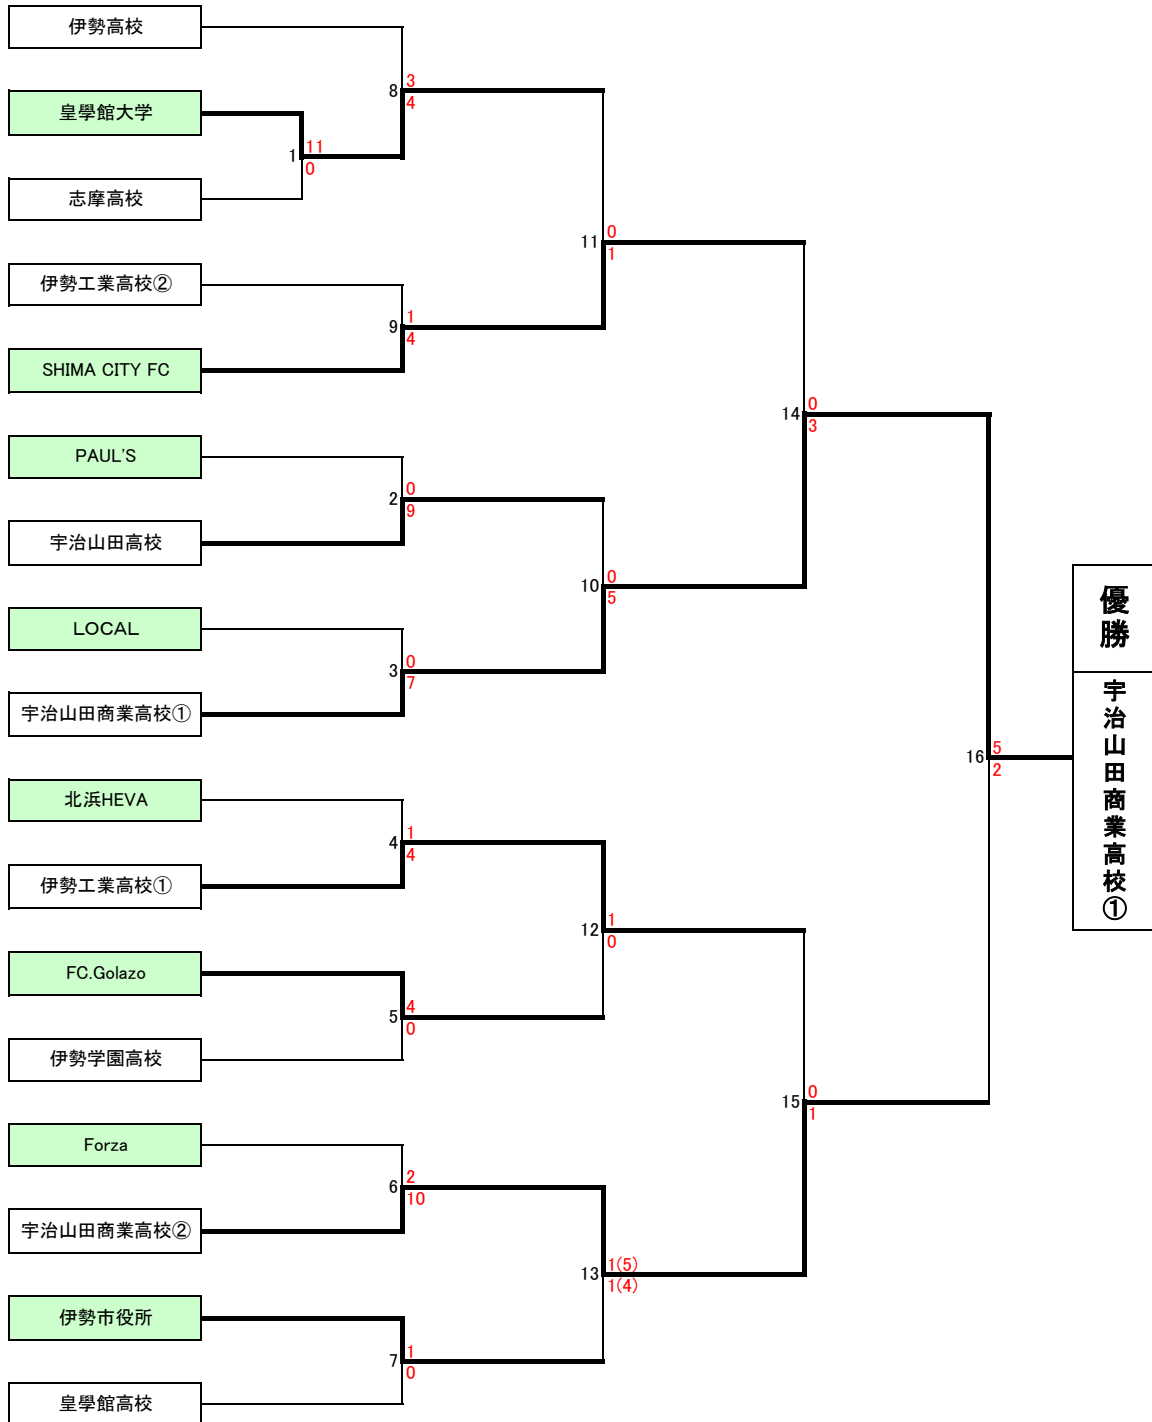 伊勢高校
3
8
4
皇學館大学
11
1
0
志摩高校
0
11
1
伊勢工業高校②
1
9
4
SHIMA CITY FC
0
14
3
PAUL'S
0
2
9
宇治山田高校
0
10
5
LOCAL
0
3
7
宇治山田商業高校①
優勝
宇治山田商業高校①
5
16
2
北浜HEVA
1
4
4
伊勢工業高校①
1
12
0
FC.Golazo
4
5
0
伊勢学園高校
0
15
1
Forza
2
6
10
宇治山田商業高校②
1(5)
13
1(4)
伊勢市役所
1
7
0
皇學館高校